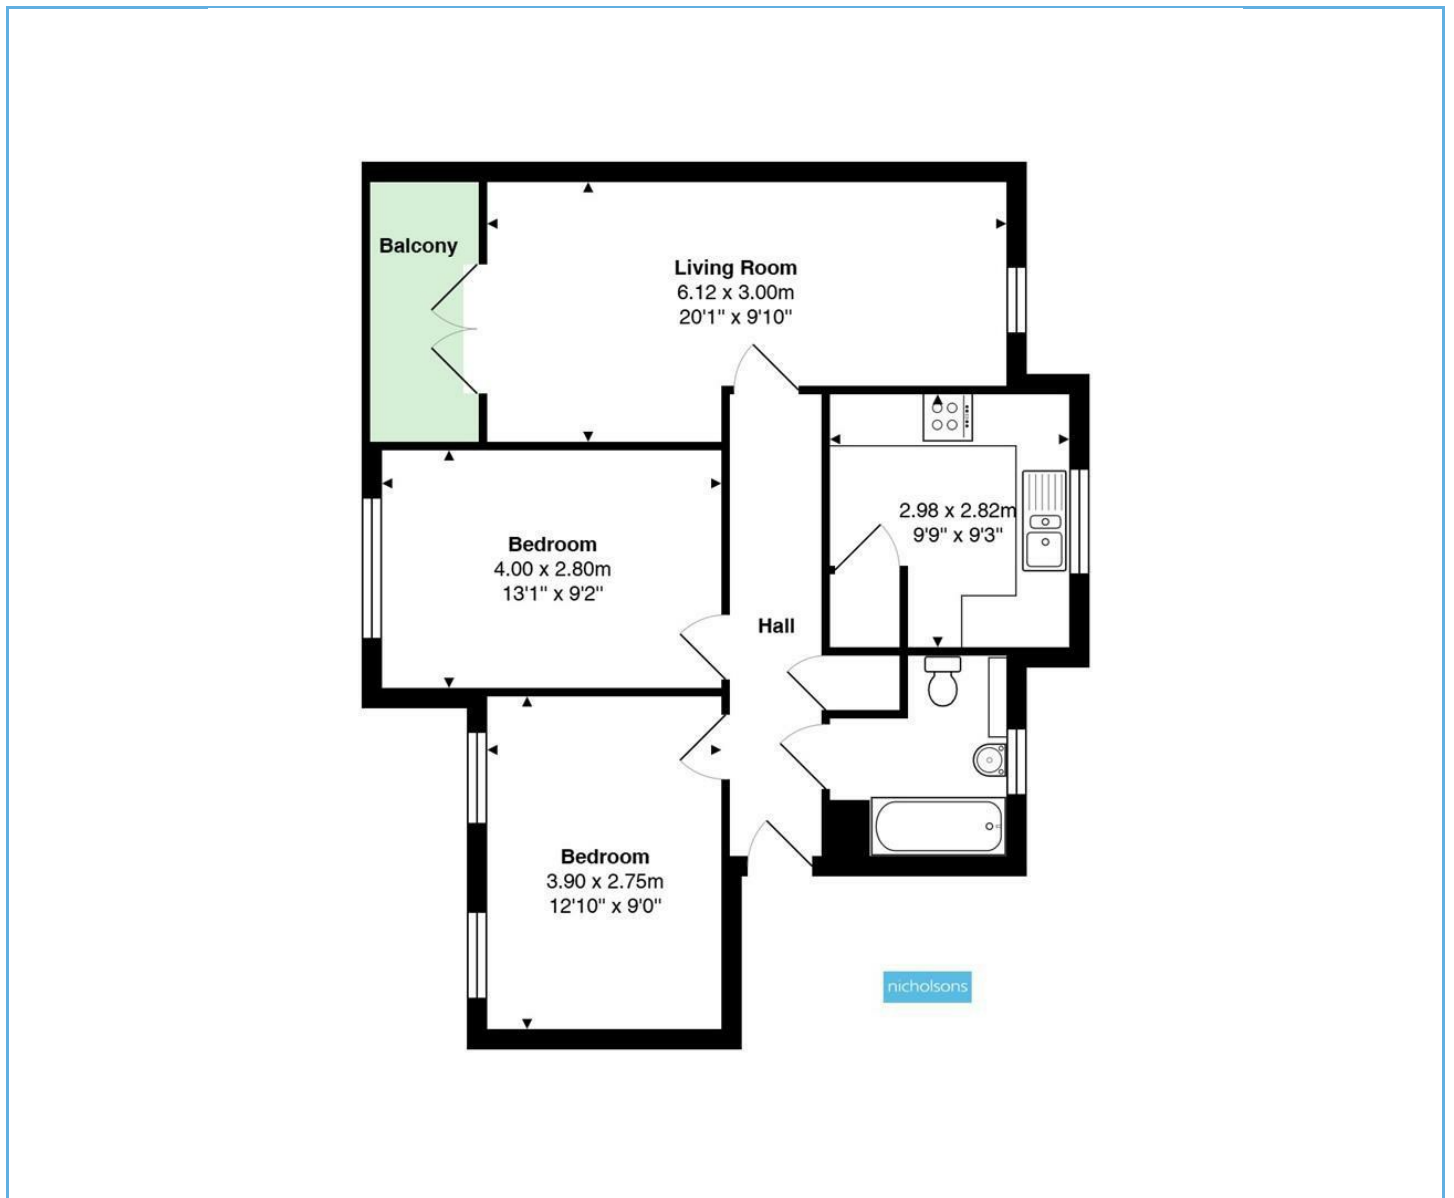 Balcony
Living Room
6.12 x 3.00m
20'1" x 9'10"
2.98 x 2.82m
9'9" x 9'3"
Bedroom
4.00 x 2.80m
13'1" x 9'2"
Hall
Bedroom
3.90 x 2.75m
12'10" x 9'0"
nicholsons